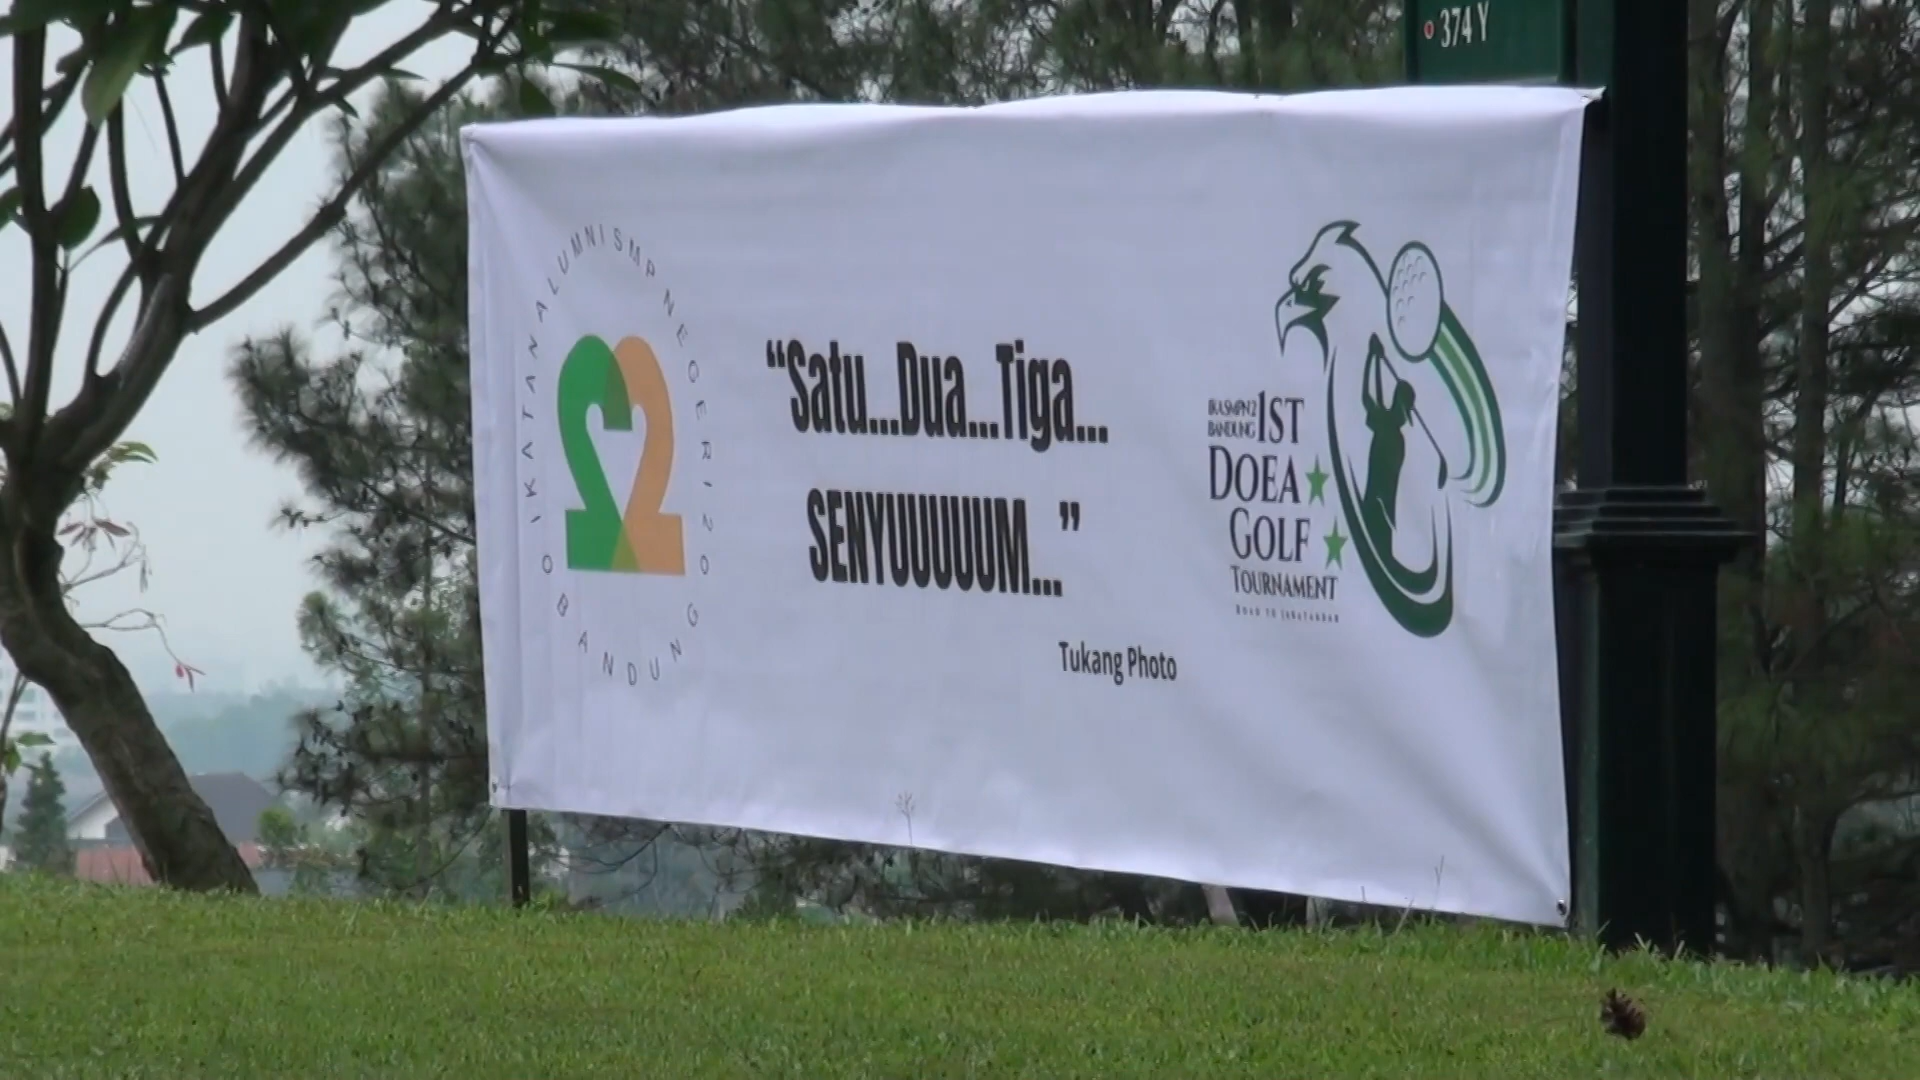 374 Y
IKATAN ALUMNI SMP NEGERI 2 BANDUNG
22
“Satu...Dua...Tiga...
SENYUUUUUM...”
Tukang Photo
IKA SMPN 2
BANDUNG
1ST
DOEA
GOLF
TOURNAMENT